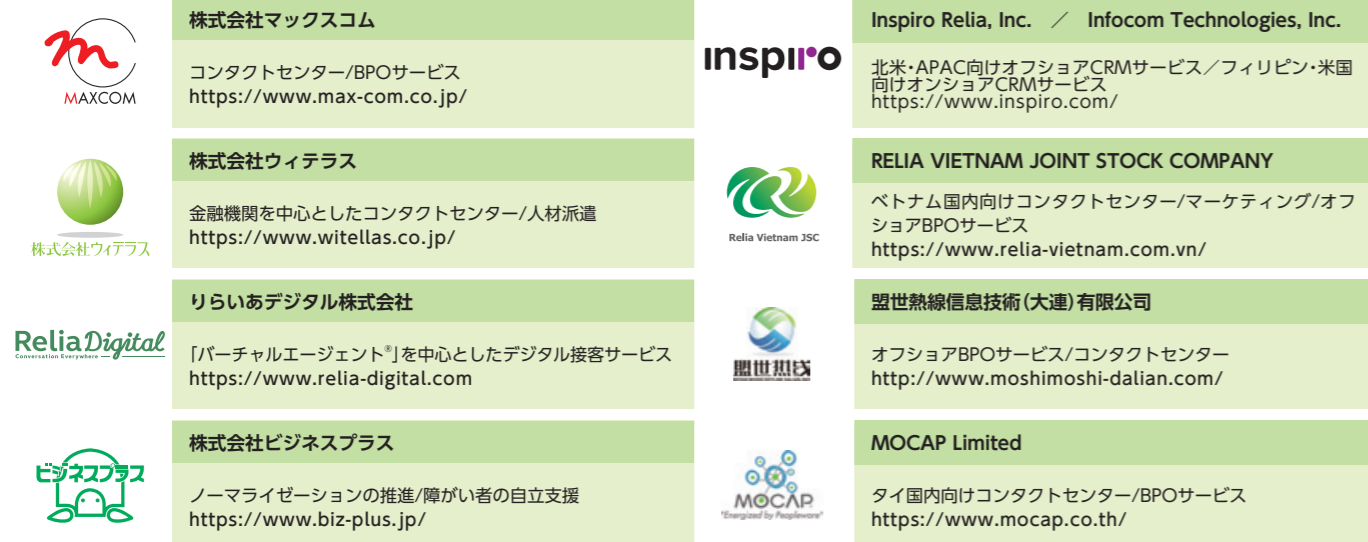 MAXCOM
株式会社マックスコム
コンタクトセンター/BPOサービス
https://www.max-com.co.jp/
株式会社ウィテラス
株式会社ウィテラス
金融機関を中心としたコンタクトセンター/人材派遣
https://www.witellas.co.jp/
Relia Digital
Conversation Everywhere
りらいあデジタル株式会社
「バーチャルエージェント®」を中心としたデジタル接客サービス
https://www.relia-digital.com
ビジネスプラス
株式会社ビジネスプラス
ノーマライゼーションの推進/障がい者の自立支援
https://www.biz-plus.jp/
inspiro
Inspiro Relia, Inc. ／ Infocom Technologies, Inc.
北米・APAC向けオフショアCRMサービス／フィリピン・米国
向けオンショアCRMサービス
https://www.inspiro.com/
Relia Vietnam JSC
RELIA VIETNAM JOINT STOCK COMPANY
ベトナム国内向けコンタクトセンター/マーケティング/オフ
ショアBPOサービス
https://www.relia-vietnam.com.vn/
盟世热线
盟世熱線信息技術(大連)有限公司
オフショアBPOサービス/コンタクトセンター
http://www.moshimoshi-dalian.com/
MOCAP
"Energized by Peopleware"
MOCAP Limited
タイ国内向けコンタクトセンター/BPOサービス
https://www.mocap.co.th/